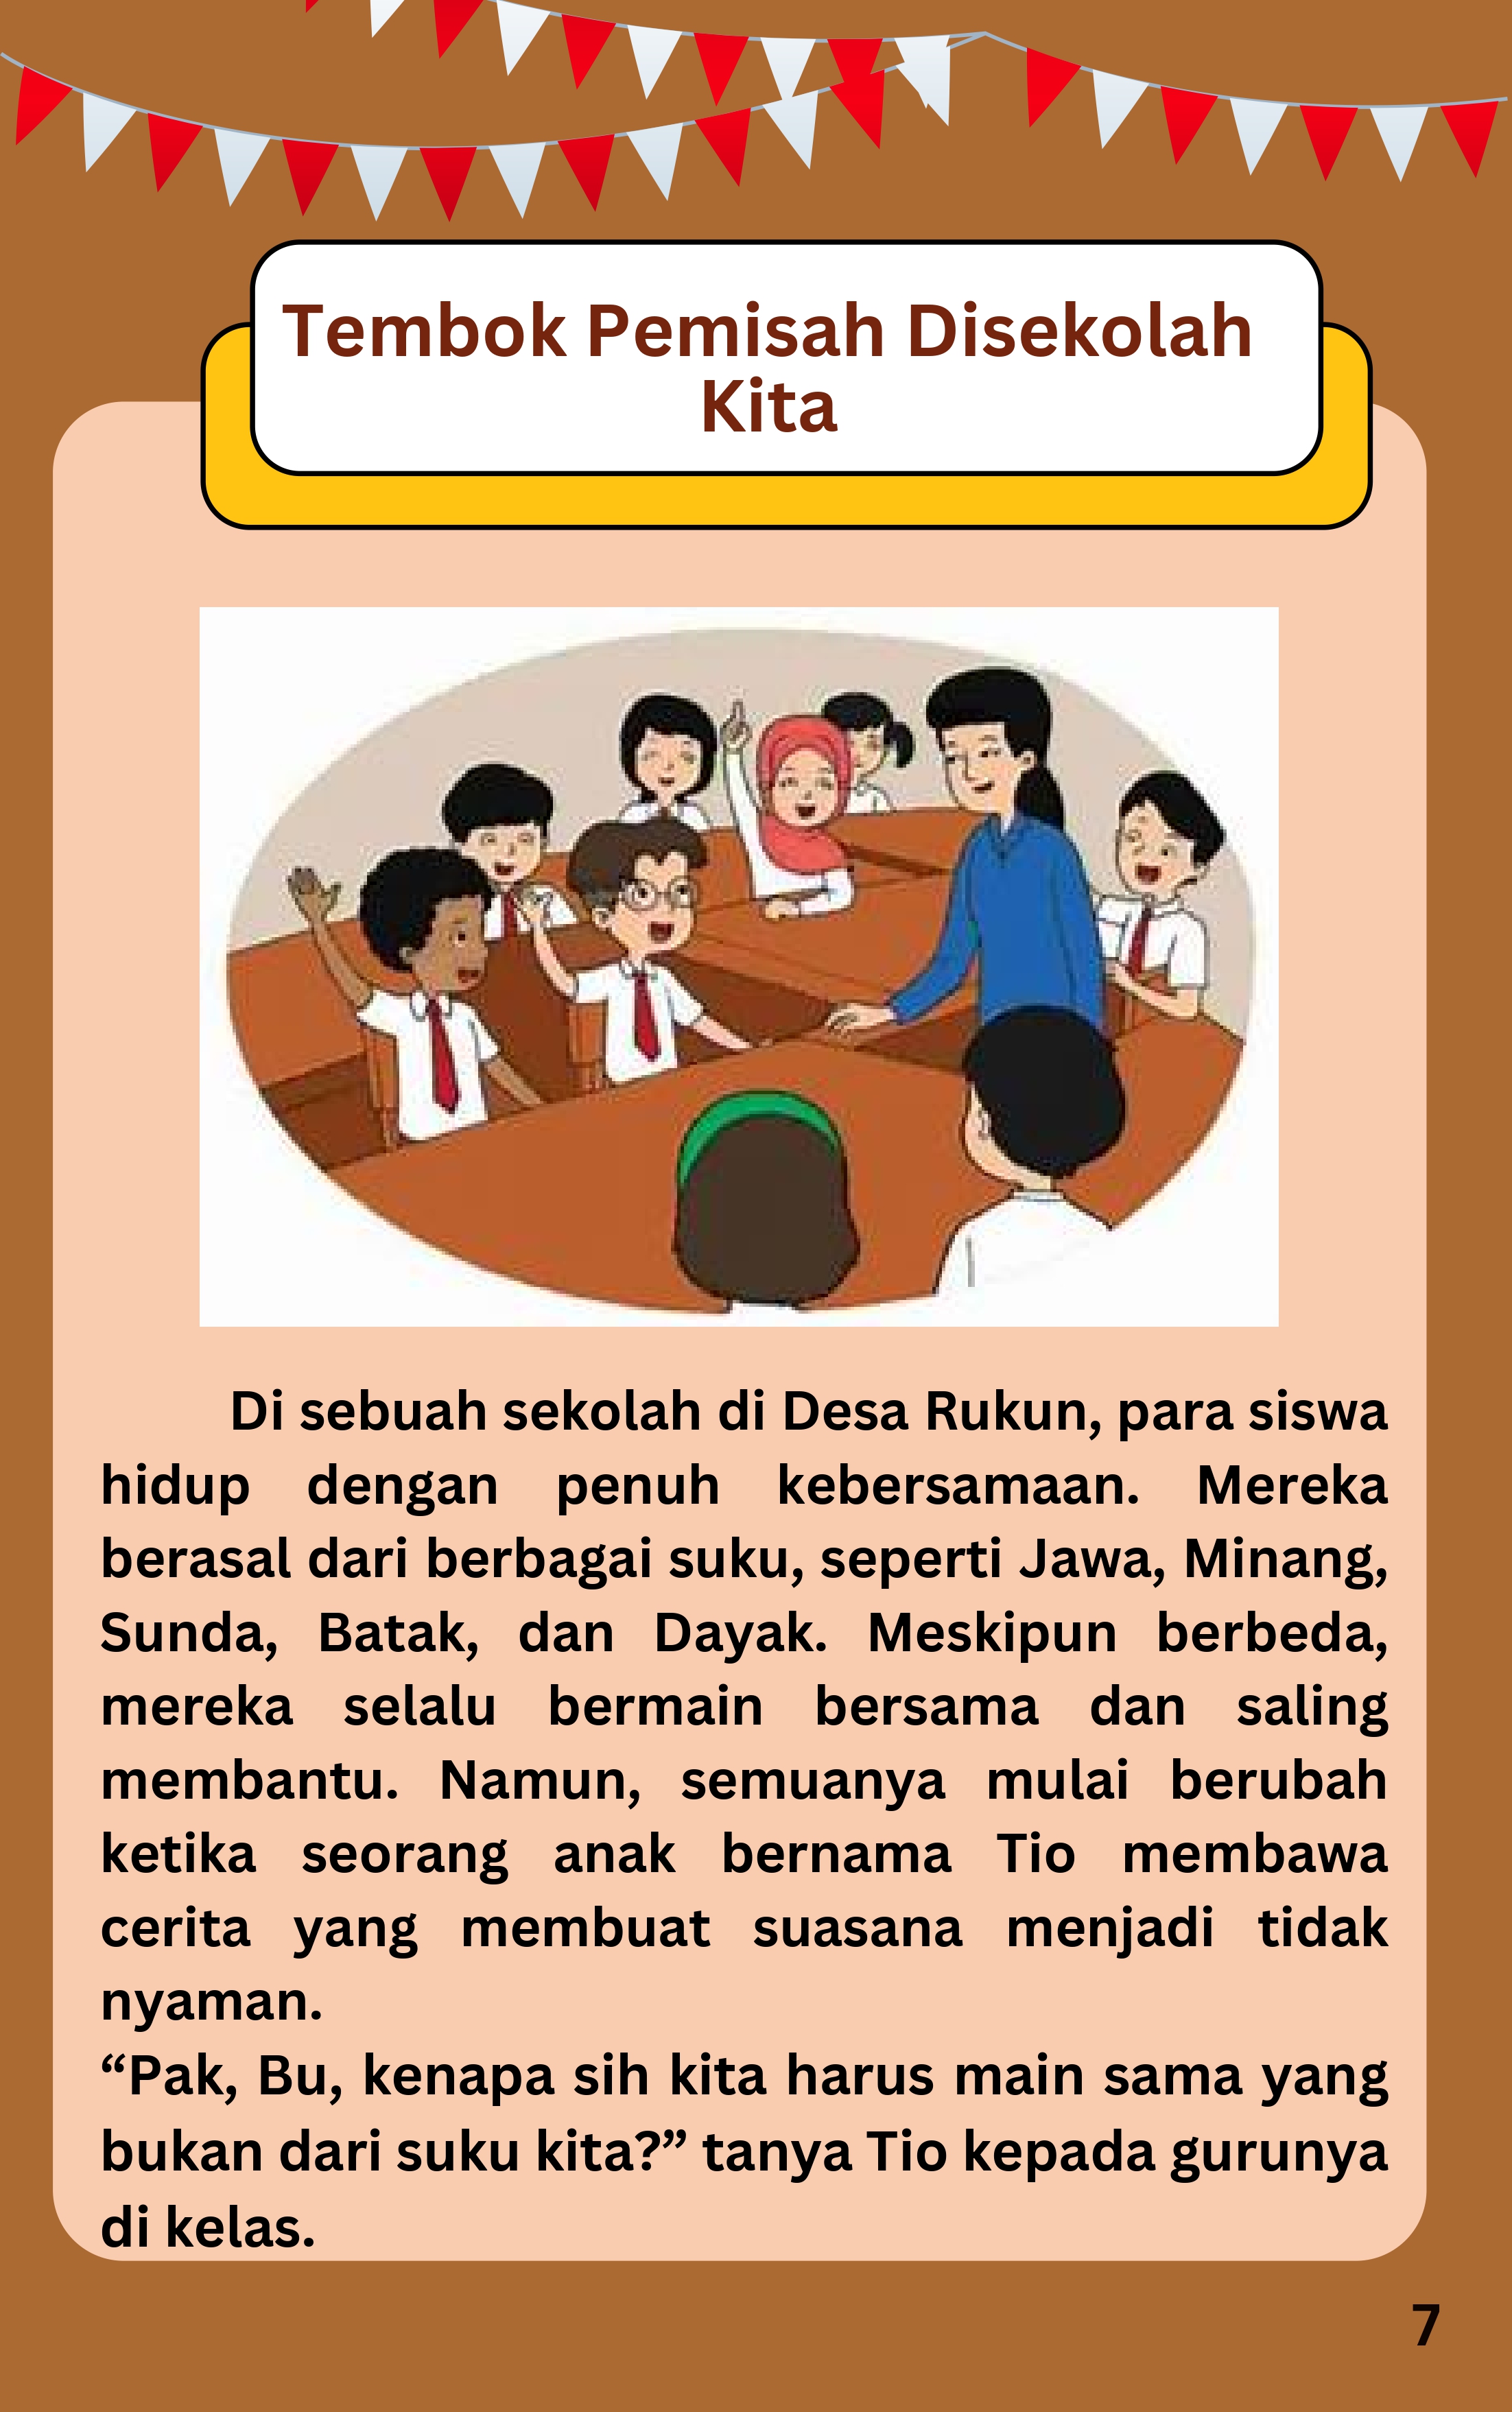 Tembok Pemisah Disekolah
Kita
Di sebuah sekolah di Desa Rukun, para siswa
hidup dengan penuh kebersamaan. Mereka
berasal dari berbagai suku, seperti Jawa, Minang,
Sunda, Batak, dan Dayak. Meskipun berbeda,
mereka selalu bermain bersama dan saling
membantu. Namun, semuanya mulai berubah
ketika seorang anak bernama Tio membawa
cerita yang membuat suasana menjadi tidak
nyaman.
“Pak, Bu, kenapa sih kita harus main sama yang
bukan dari suku kita?” tanya Tio kepada gurunya
di kelas.
7